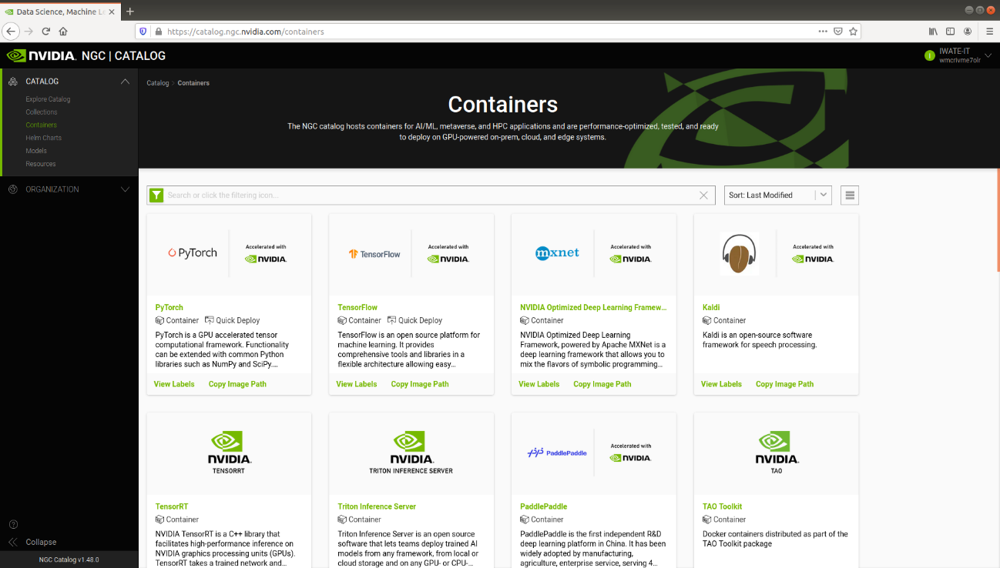 Data Science, Machine Le
https://catalog.ngc.nvidia.com/containers
NVIDIA. NGC | CATALOG
I
IWATE-IT
wmcrivme7olr
CATALOG
Explore Catalog
Collections
Containers
Helm Charts
Models
Resources
ORGANIZATION
Collapse
NGC Catalog v1.48.0
Catalog > Containers
Containers
The NGC catalog hosts containers for AI/ML, metaverse, and HPC applications and are performance-optimized, tested, and ready
to deploy on GPU-powered on-prem, cloud, and edge systems.
Search or click the filtering icon...
Sort: Last Modified
PyTorch
Accelerated with
NVIDIA.
PyTorch
Container Quick Deploy
PyTorch is a GPU accelerated tensor
computational framework. Functionality
can be extended with common Python
libraries such as NumPy and SciPy....
View Labels Copy Image Path
TensorFlow
Accelerated with
NVIDIA.
TensorFlow
Container Quick Deploy
TensorFlow is an open source platform for
machine learning. It provides
comprehensive tools and libraries in a
flexible architecture allowing easy...
View Labels Copy Image Path
mxnet
Accelerated with
NVIDIA.
NVIDIA Optimized Deep Learning Framew...
Container
NVIDIA Optimized Deep Learning
Framework, powered by Apache MXNet is a
deep learning framework that allows you to
mix the flavors of symbolic programming...
View Labels Copy Image Path
Accelerated with
NVIDIA.
Kaldi
Container
Kaldi is an open-source software
framework for speech processing.
View Labels Copy Image Path
NVIDIA.
TENSORRT
TensorRT
Container
NVIDIA TensorRT is a C++ library that
facilitates high-performance inference on
NVIDIA graphics processing units (GPUs).
TensorRT takes a trained network and...
NVIDIA.
TRITON INFERENCE SERVER
Triton Inference Server
Container
Triton Inference Server is an open source
software that lets teams deploy trained AI
models from any framework, from local or
cloud storage and on any GPU- or CPU-...
PaddlePaddle
Accelerated with
NVIDIA.
PaddlePaddle
Container
PaddlePaddle is the first independent R&D
deep learning platform in China. It has been
widely adopted by manufacturing,
agriculture, enterprise service, serving 4...
NVIDIA.
TAO
TAO Toolkit
Container
Docker containers distributed as part of the
TAO Toolkit package